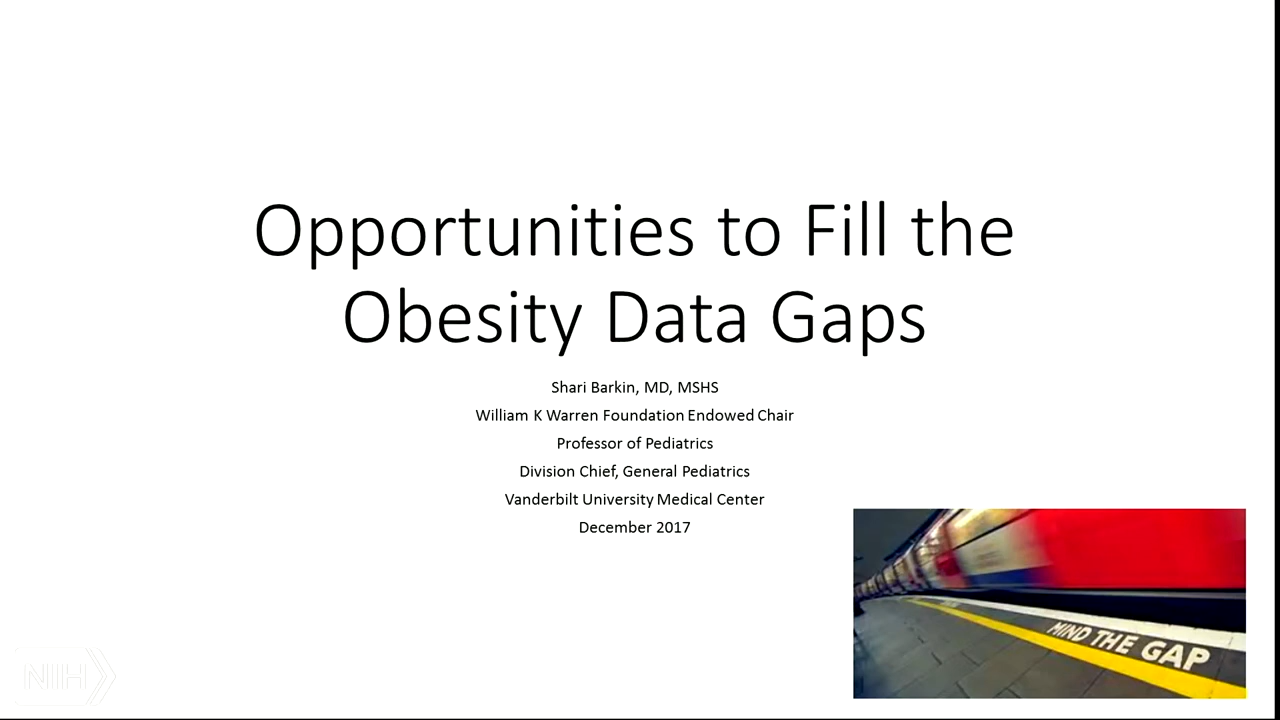 Opportunities to Fill the
Obesity Data Gaps
Shari Barkin, MD, MSHS
William K Warren Foundation Endowed Chair
Professor of Pediatrics
Division Chief, General Pediatrics
Vanderbilt University Medical Center
December 2017
MIND THE GAP
NIH